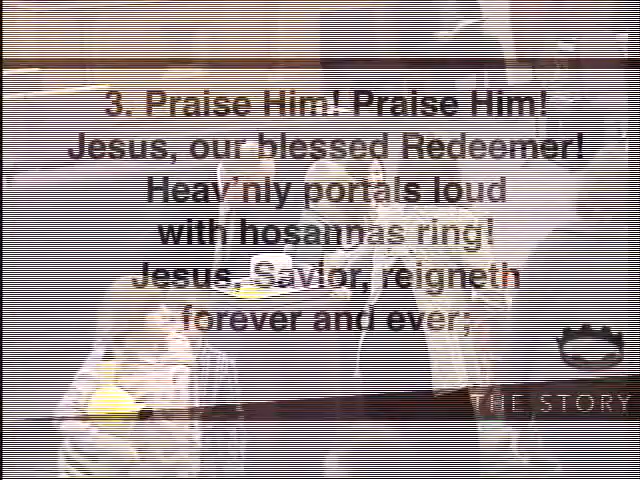 3. Praise Him! Praise Him!
Jesus, our blessed Redeemer!
Heav'nly portals loud
with hosannas ring!
Jesus, Savior, reigneth
forever and ever;
THE STORY